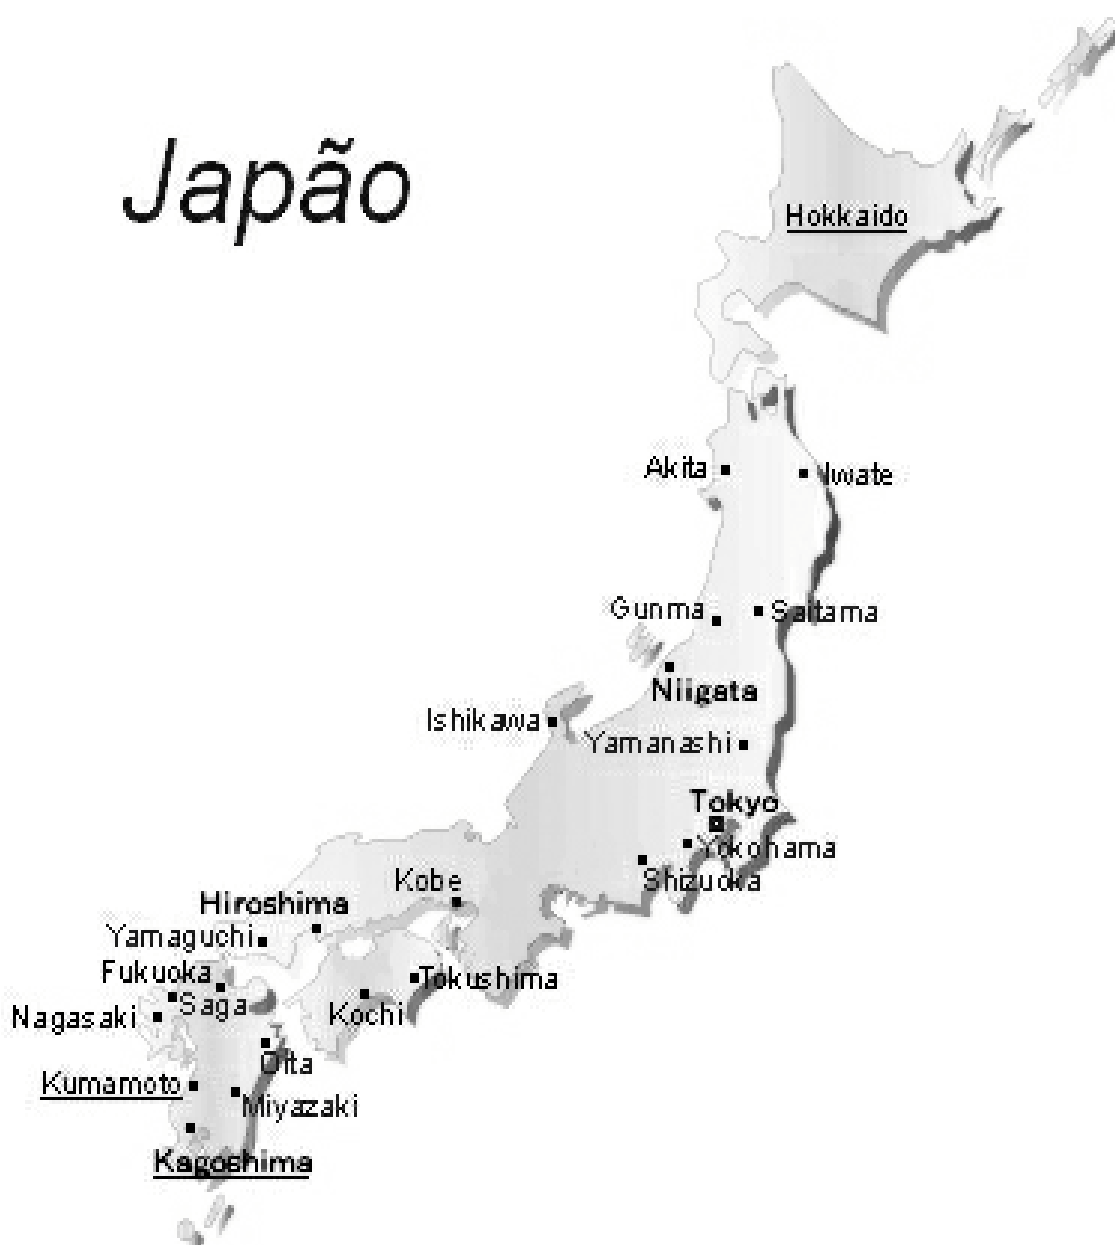 Japão
Hokkaido
Akita
Iwate
Gunma
Saitama
Niigata
Ishikawa
Yamanashi
Tokyo
Yokohama
Shizuoka
Kobe
Hiroshima
Yamaguchi
Fukuoka
Tokushima
Saga
Nagasaki
Kochi
Oita
Kumamoto
Miyazaki
Kagoshima